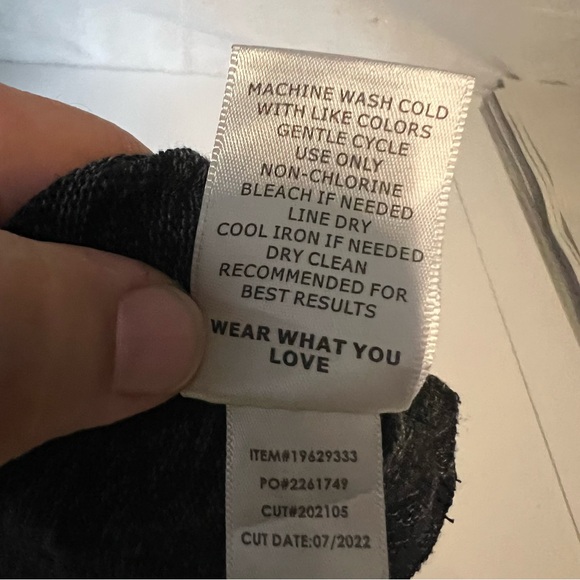 MACHINE WASH COLD
WITH LIKE COLORS
GENTLE CYCLE
USE ONLY
NON-CHLORINE
BLEACH IF NEEDED
LINE DRY
COOL IRON IF NEEDED
DRY CLEAN
RECOMMENDED FOR
BEST RESULTS
WEAR WHAT YOU
LOVE
ITEM#19629333
PO#2261749
CUT#202105
CUT DATE:07/2022